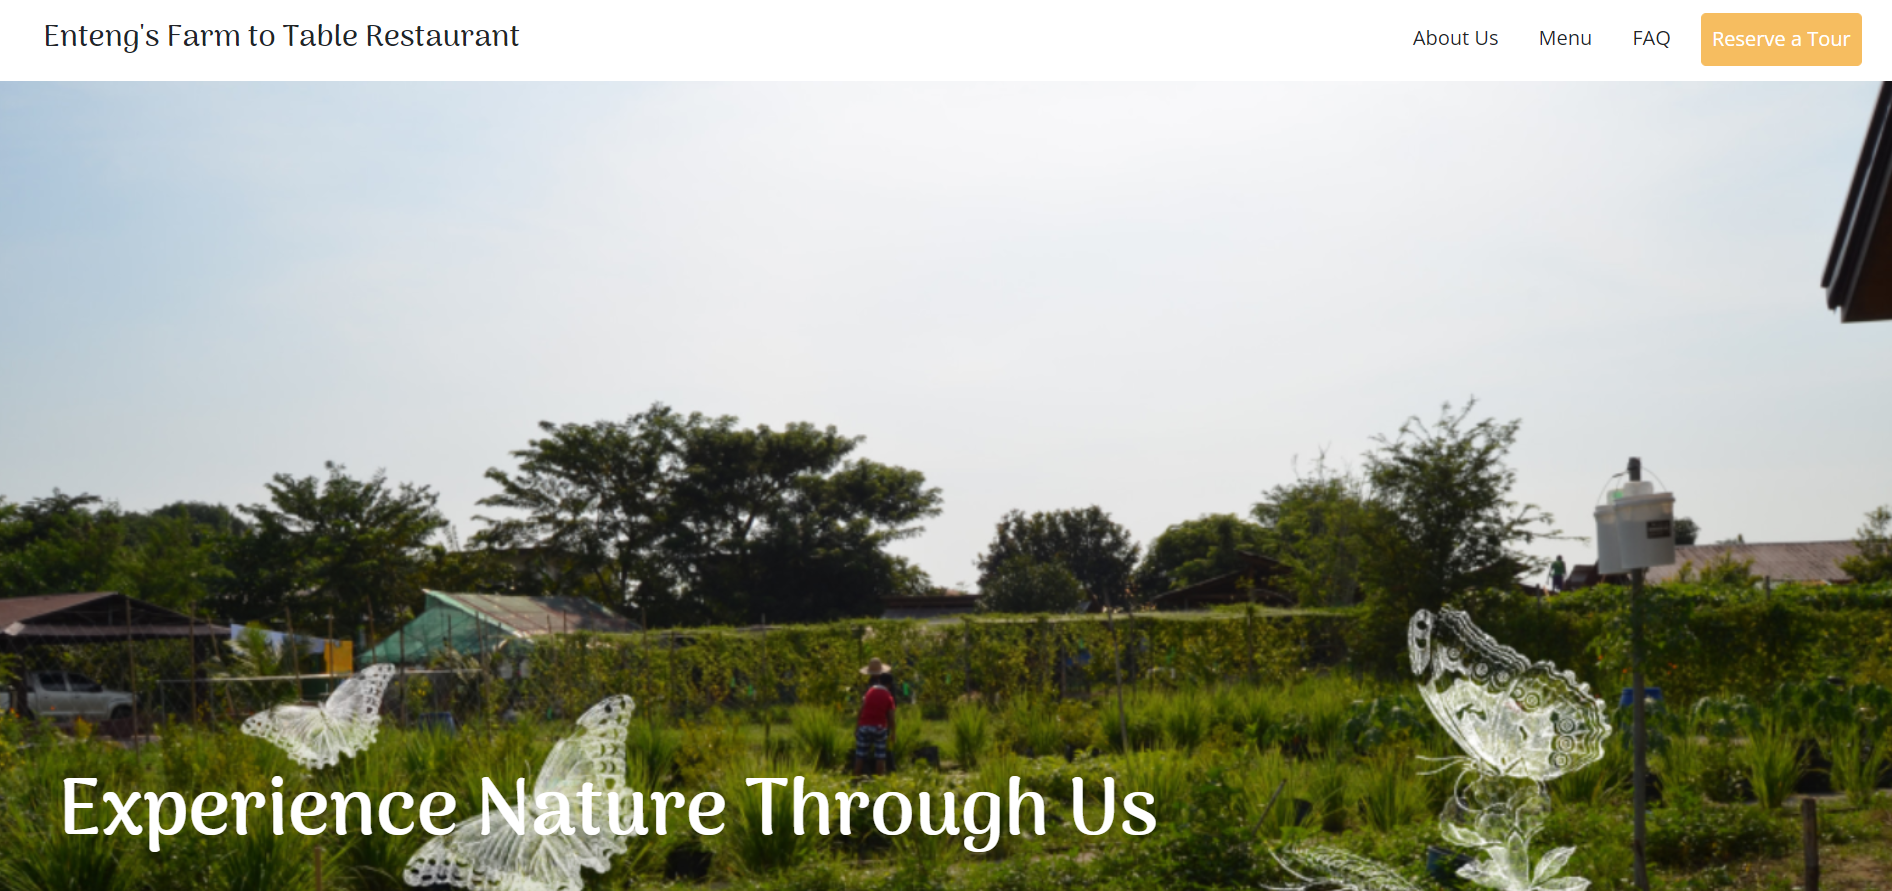 Enteng's Farm to Table Restaurant
About Us
Menu
FAQ
Reserve a Tour
Experience Nature Through Us